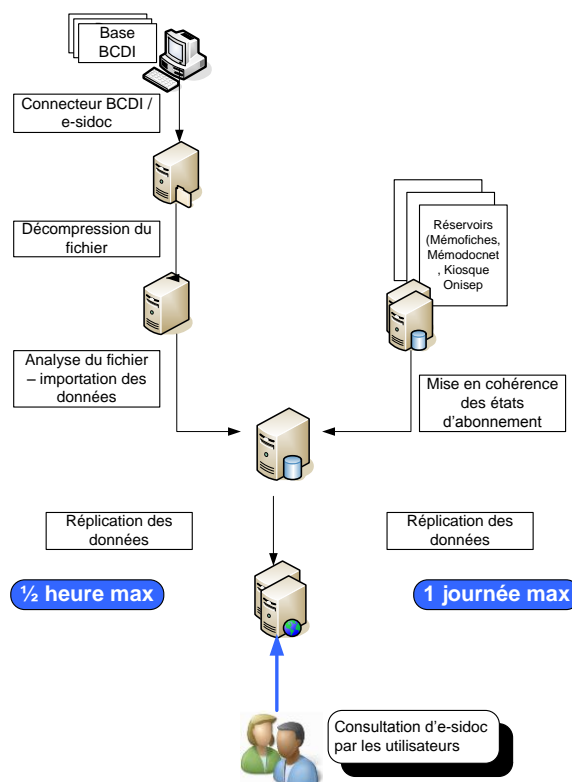 Base
BCDI
Connecteur BCDI /
e-sidoc
Décompression du
fichier
Réservoirs
(Mémofiches,
Mémodocnet
, Kiosque
Onisep
Analyse du fichier
– importation des
données
Mise en cohérence
des états
d'abonnement
Réplication des
données
Réplication des
données
½ heure max
1 journée max
Consultation d'e-sidoc
par les utilisateurs